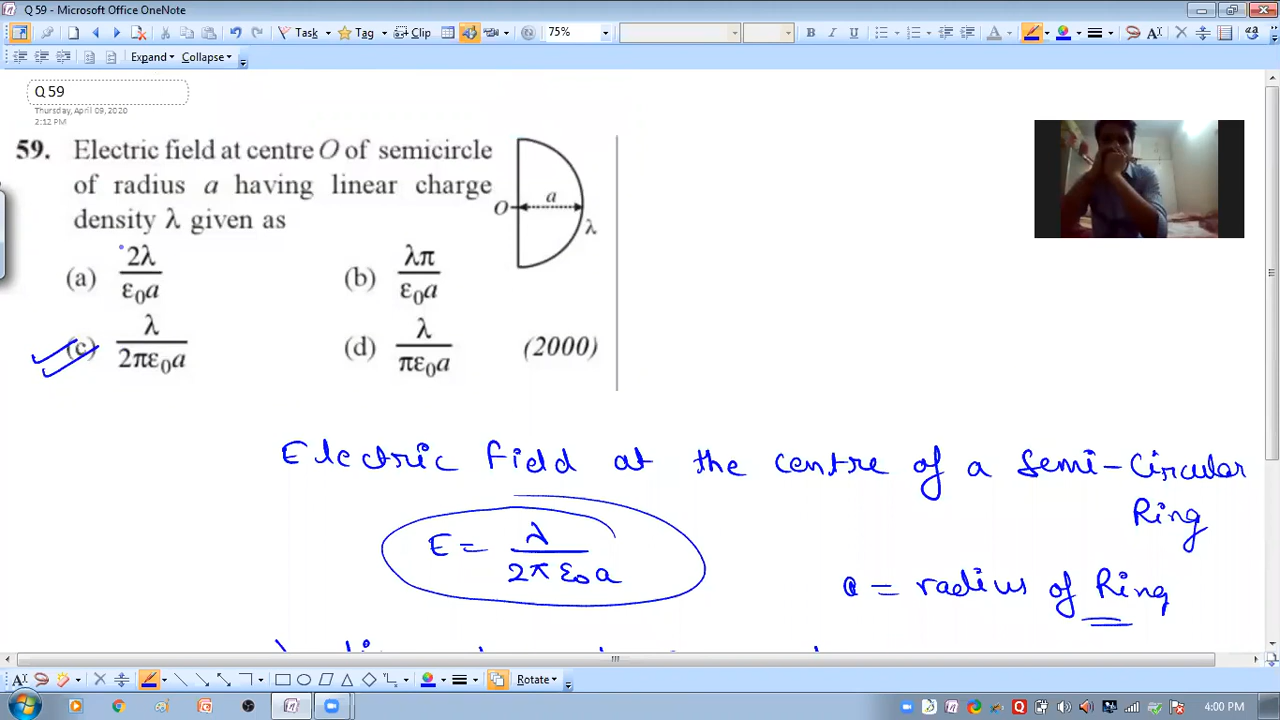 Q 59 - Microsoft Office OneNote
Task Tag Clip 75% B I U
Expand Collapse
Q 59
Thursday, April 09, 2020
2:12 PM
59. Electric field at centre O of semicircle
of radius a having linear charge
density λ given as
O a λ
(a) 2λ/ε₀a (b) λπ/ε₀a
(c) λ/2πε₀a (d) λ/πε₀a (2000)
Electric field at the centre of a Semi-Circular
Ring
E = λ/2πε₀a
a = radius of Ring
Rotate
4:00 PM